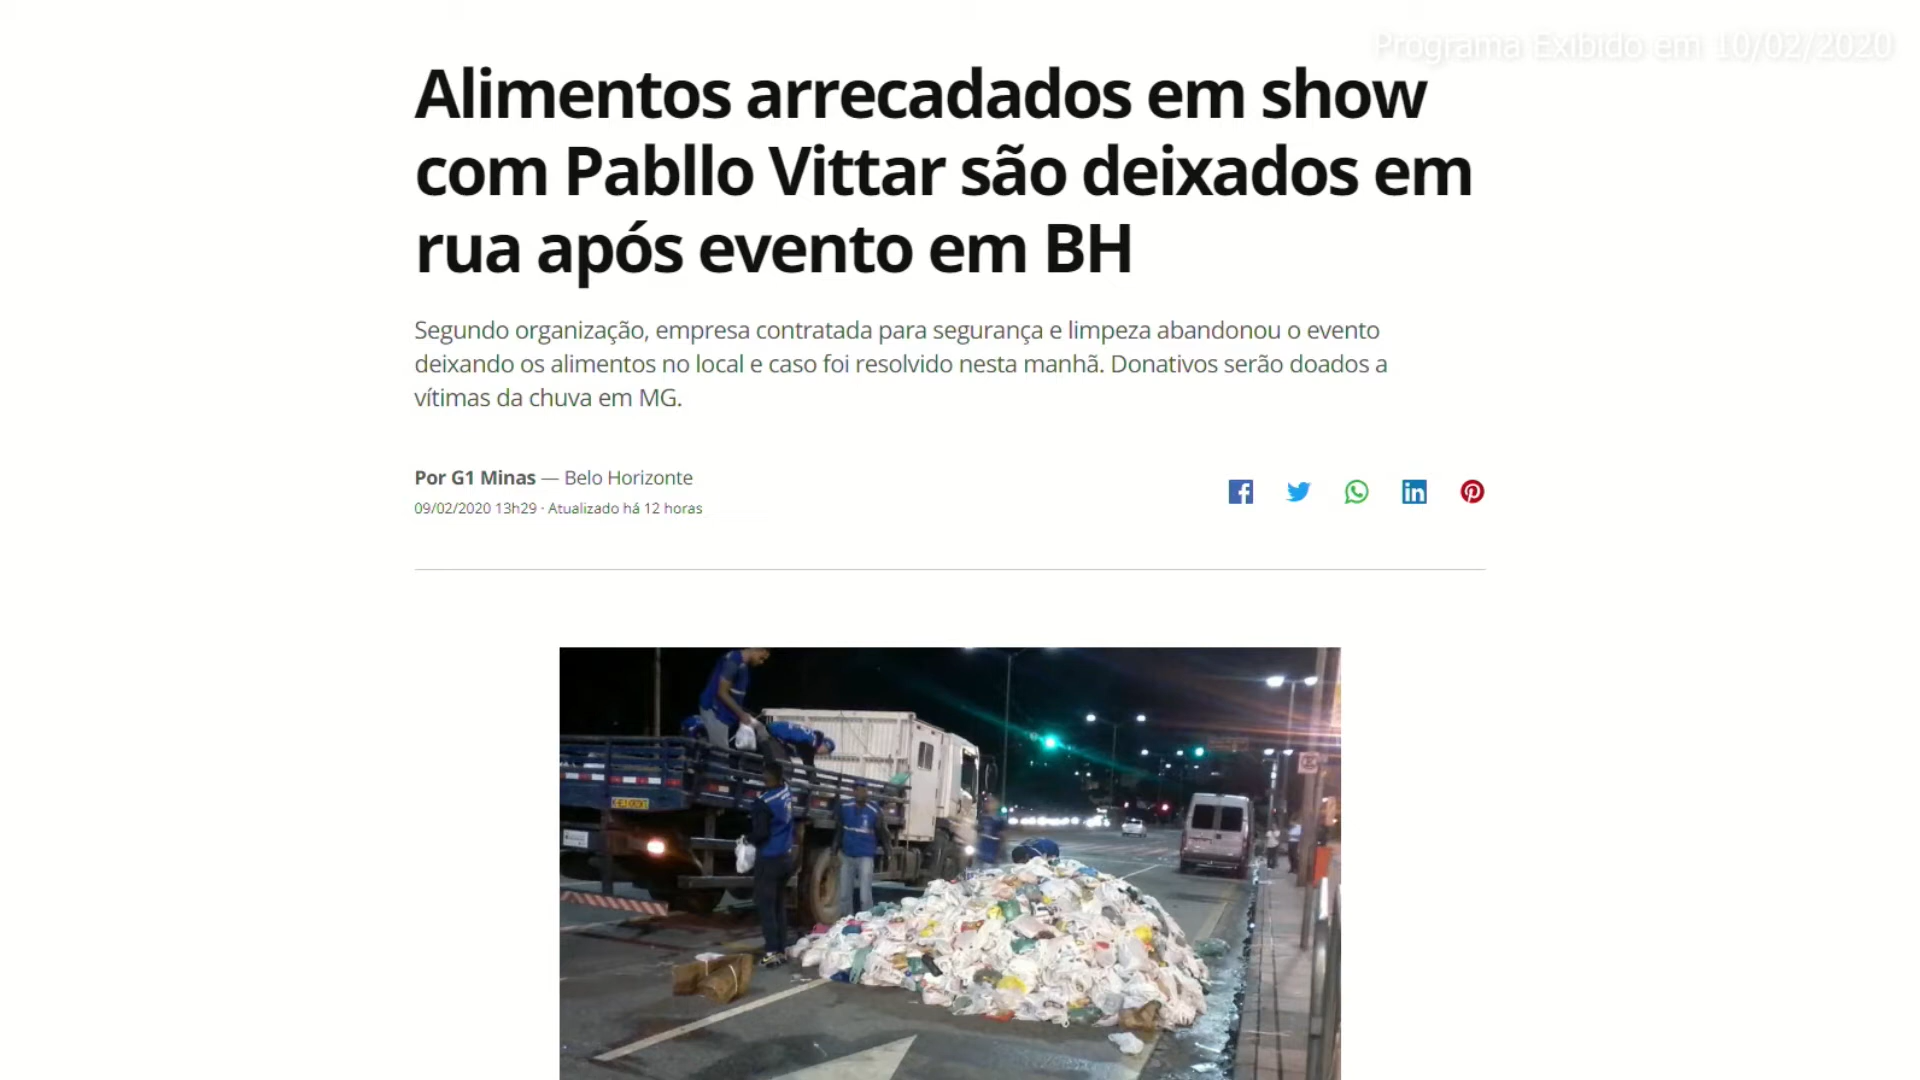 Programa Exibido em 10/02/2020
Alimentos arrecadados em show
com Pabllo Vittar são deixados em
rua após evento em BH
Segundo organização, empresa contratada para segurança e limpeza abandonou o evento
deixando os alimentos no local e caso foi resolvido nesta manhã. Donativos serão doados a
vítimas da chuva em MG.
Por G1 Minas — Belo Horizonte
09/02/2020 13h29 · Atualizado há 12 horas